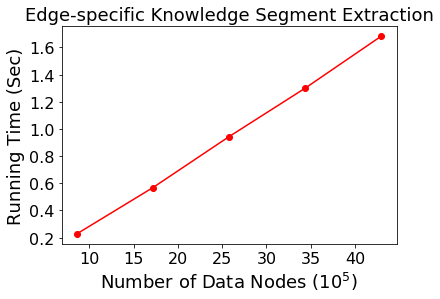 Edge-specific Knowledge Segment Extraction
Running Time (Sec)
1.6
1.4
1.2
1.0
0.8
0.6
0.4
0.2
10 15 20 25 30 35 40
Number of Data Nodes (10⁵)